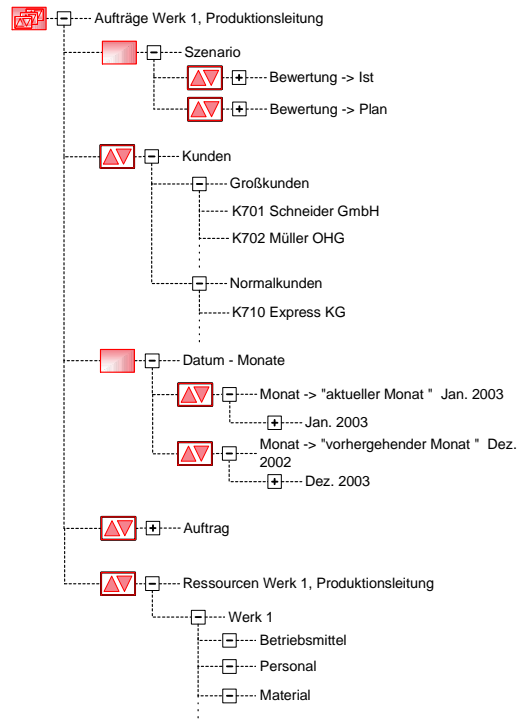 Aufträge Werk 1, Produktionsleitung
Szenario
Bewertung -> Ist
Bewertung -> Plan
Kunden
Großkunden
K701 Schneider GmbH
K702 Müller OHG
Normalkunden
K710 Express KG
Datum - Monate
Monat -> "aktueller Monat " Jan. 2003
Jan. 2003
Monat -> "vorhergehender Monat " Dez.
2002
Dez. 2003
Auftrag
Ressourcen Werk 1, Produktionsleitung
Werk 1
Betriebsmittel
Personal
Material